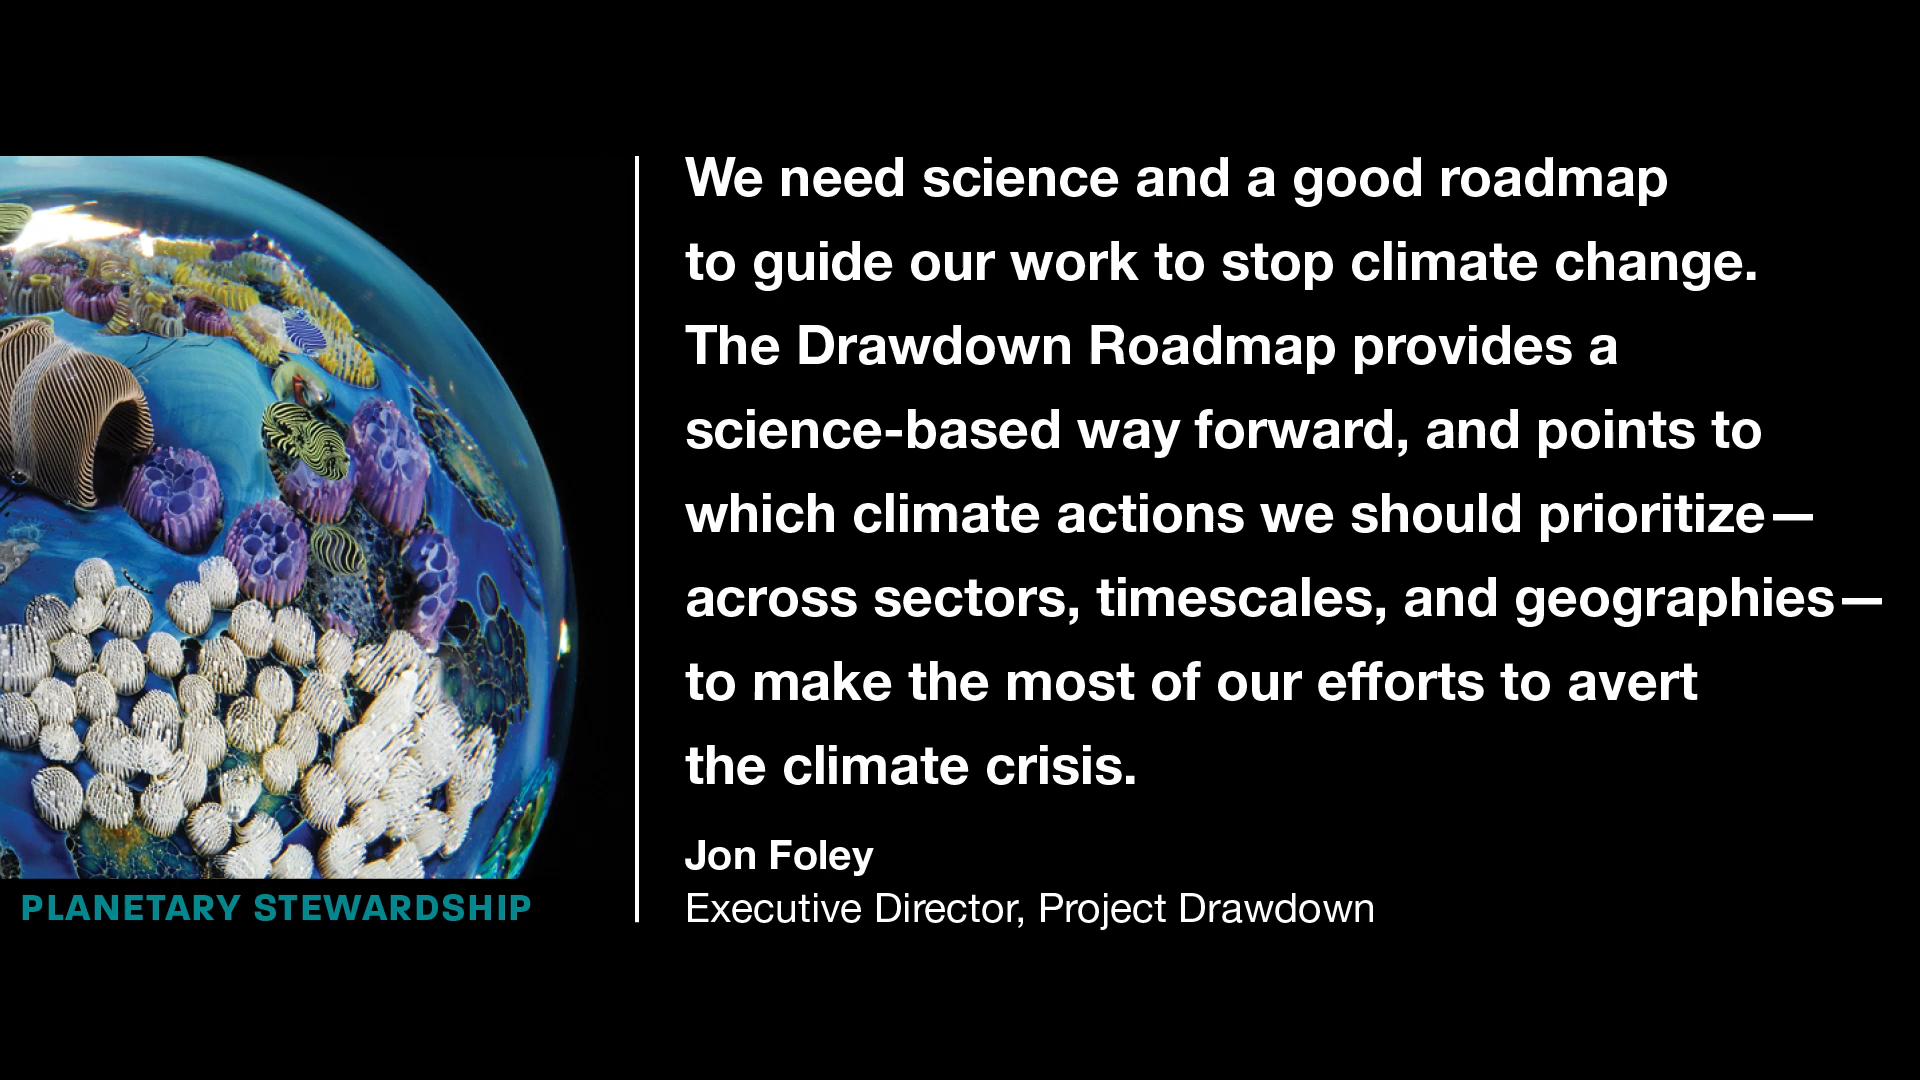 We need science and a good roadmap
to guide our work to stop climate change.
The Drawdown Roadmap provides a
science-based way forward, and points to
which climate actions we should prioritize—
across sectors, timescales, and geographies—
to make the most of our efforts to avert
the climate crisis.
Jon Foley
Executive Director, Project Drawdown
PLANETARY STEWARDSHIP